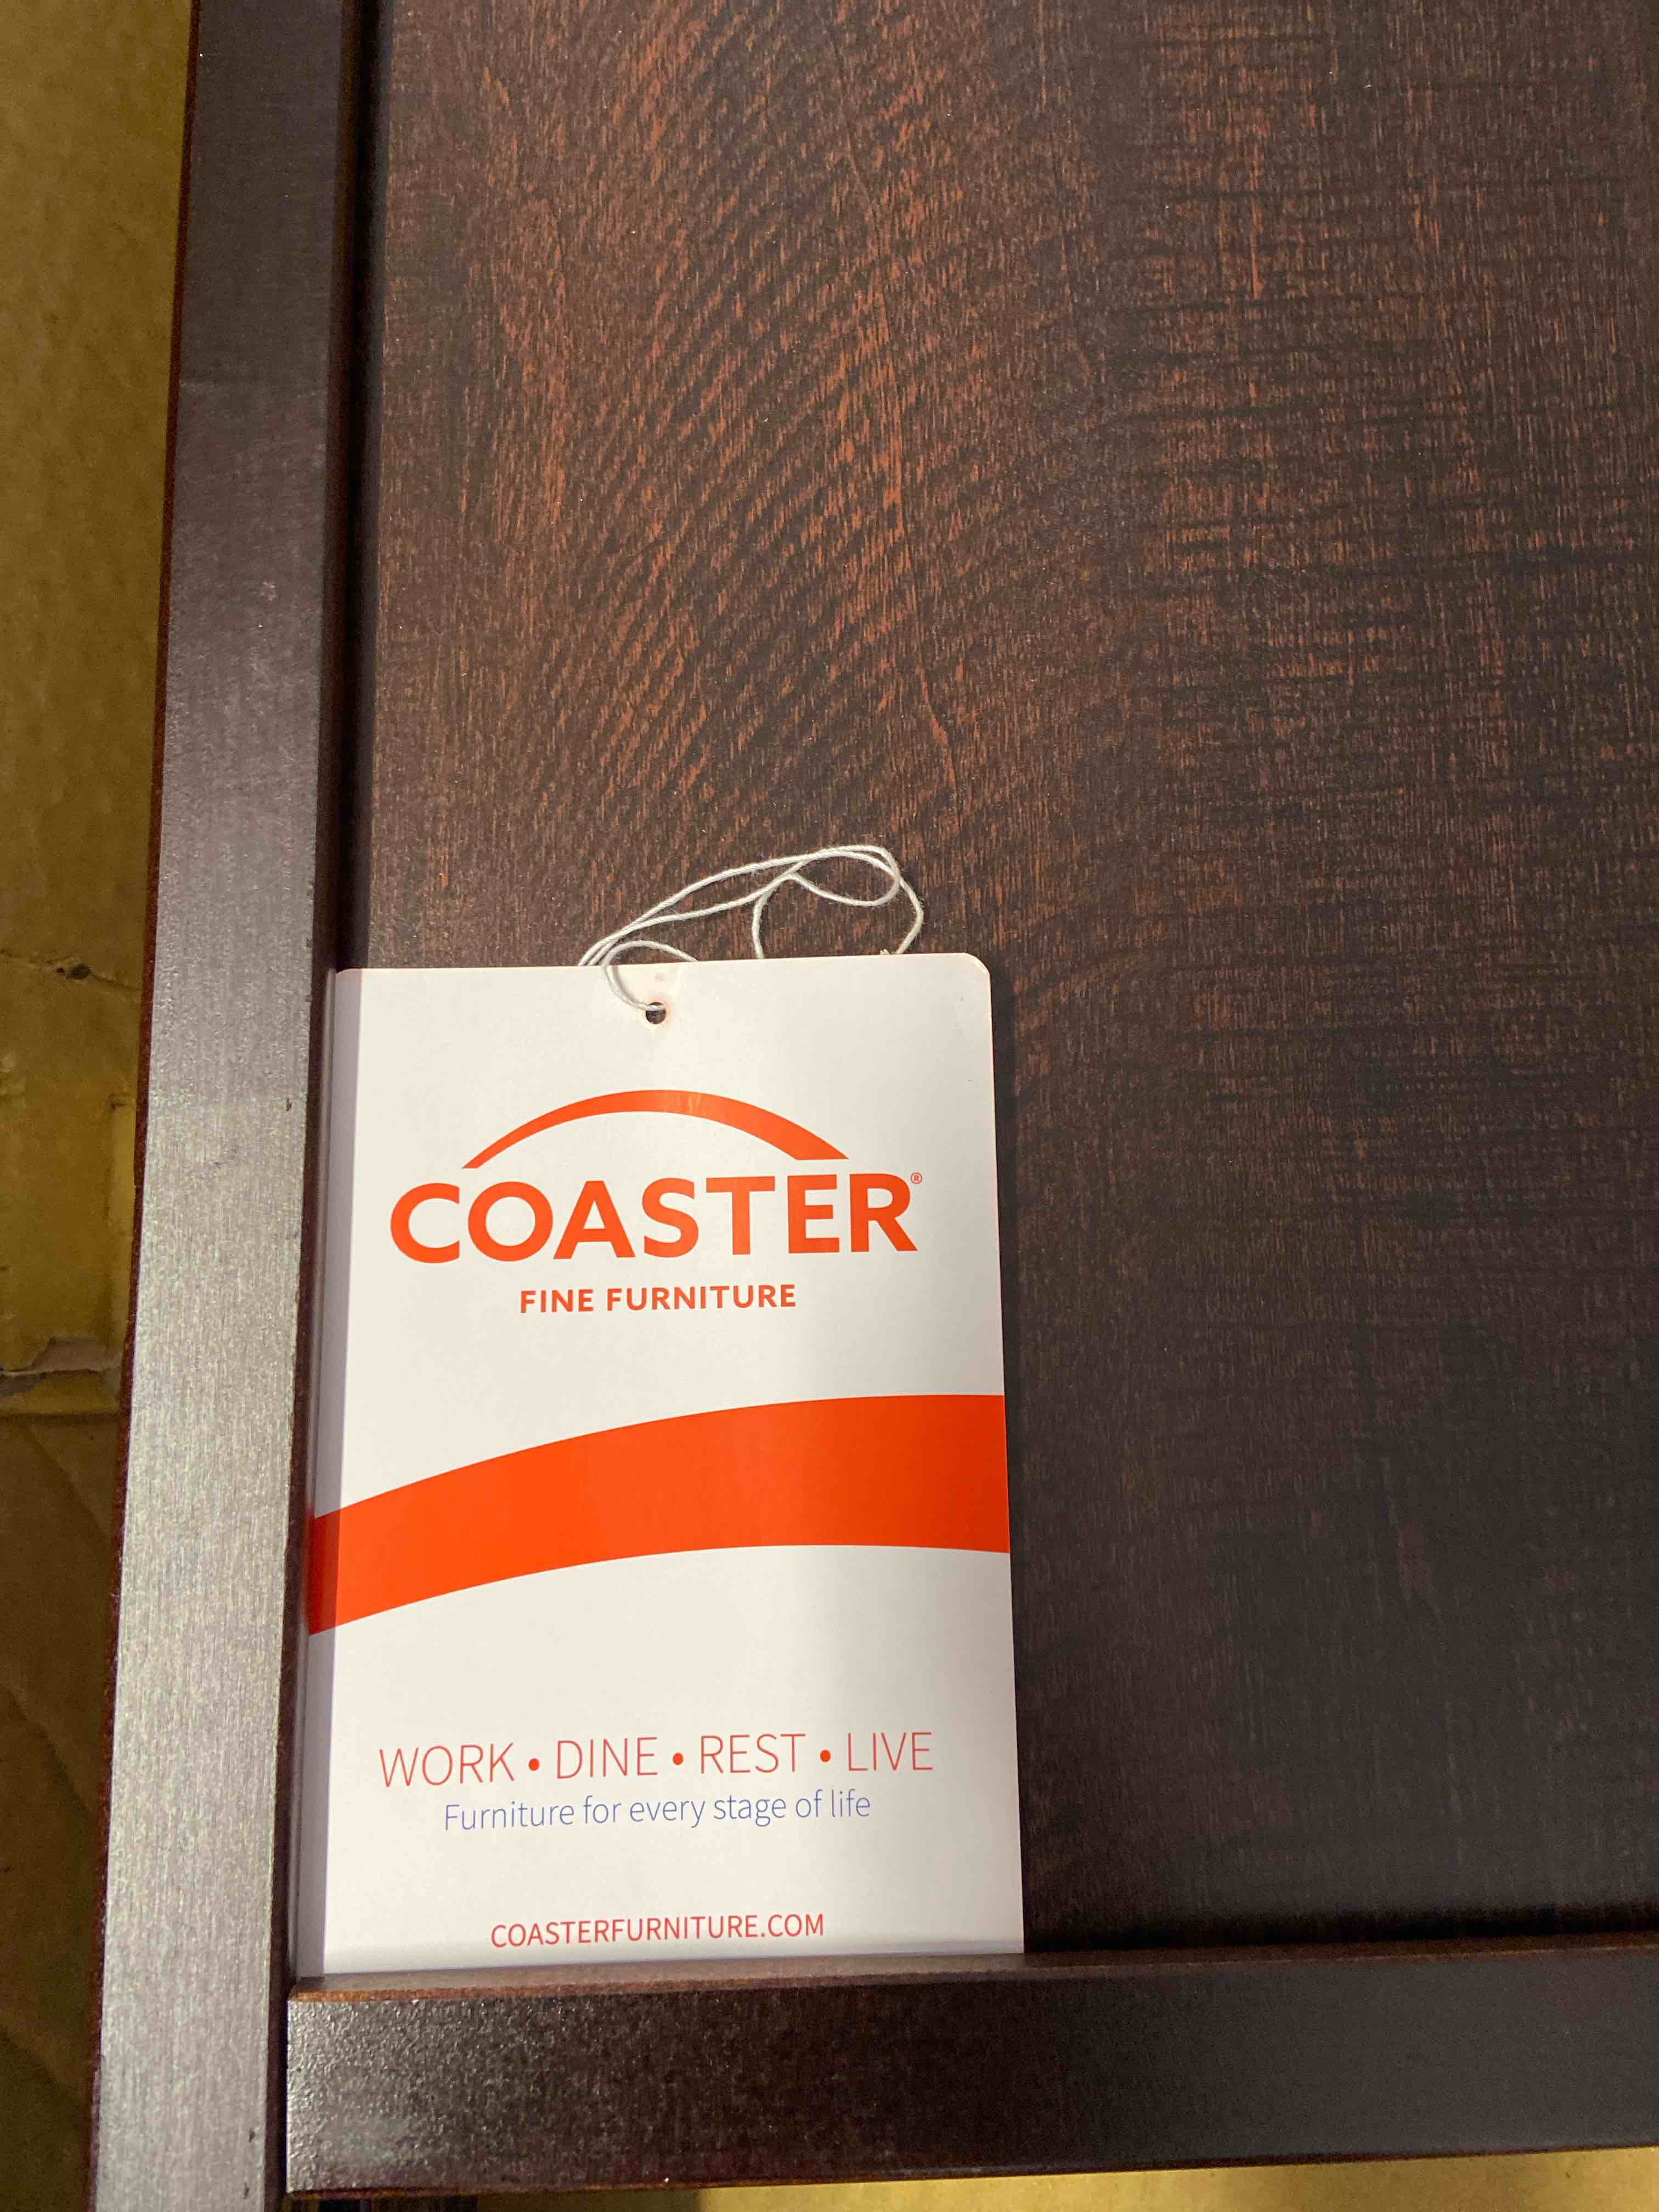 COASTER®
FINE FURNITURE
WORK • DINE • REST • LIVE
Furniture for every stage of life
COASTERFURNITURE.COM